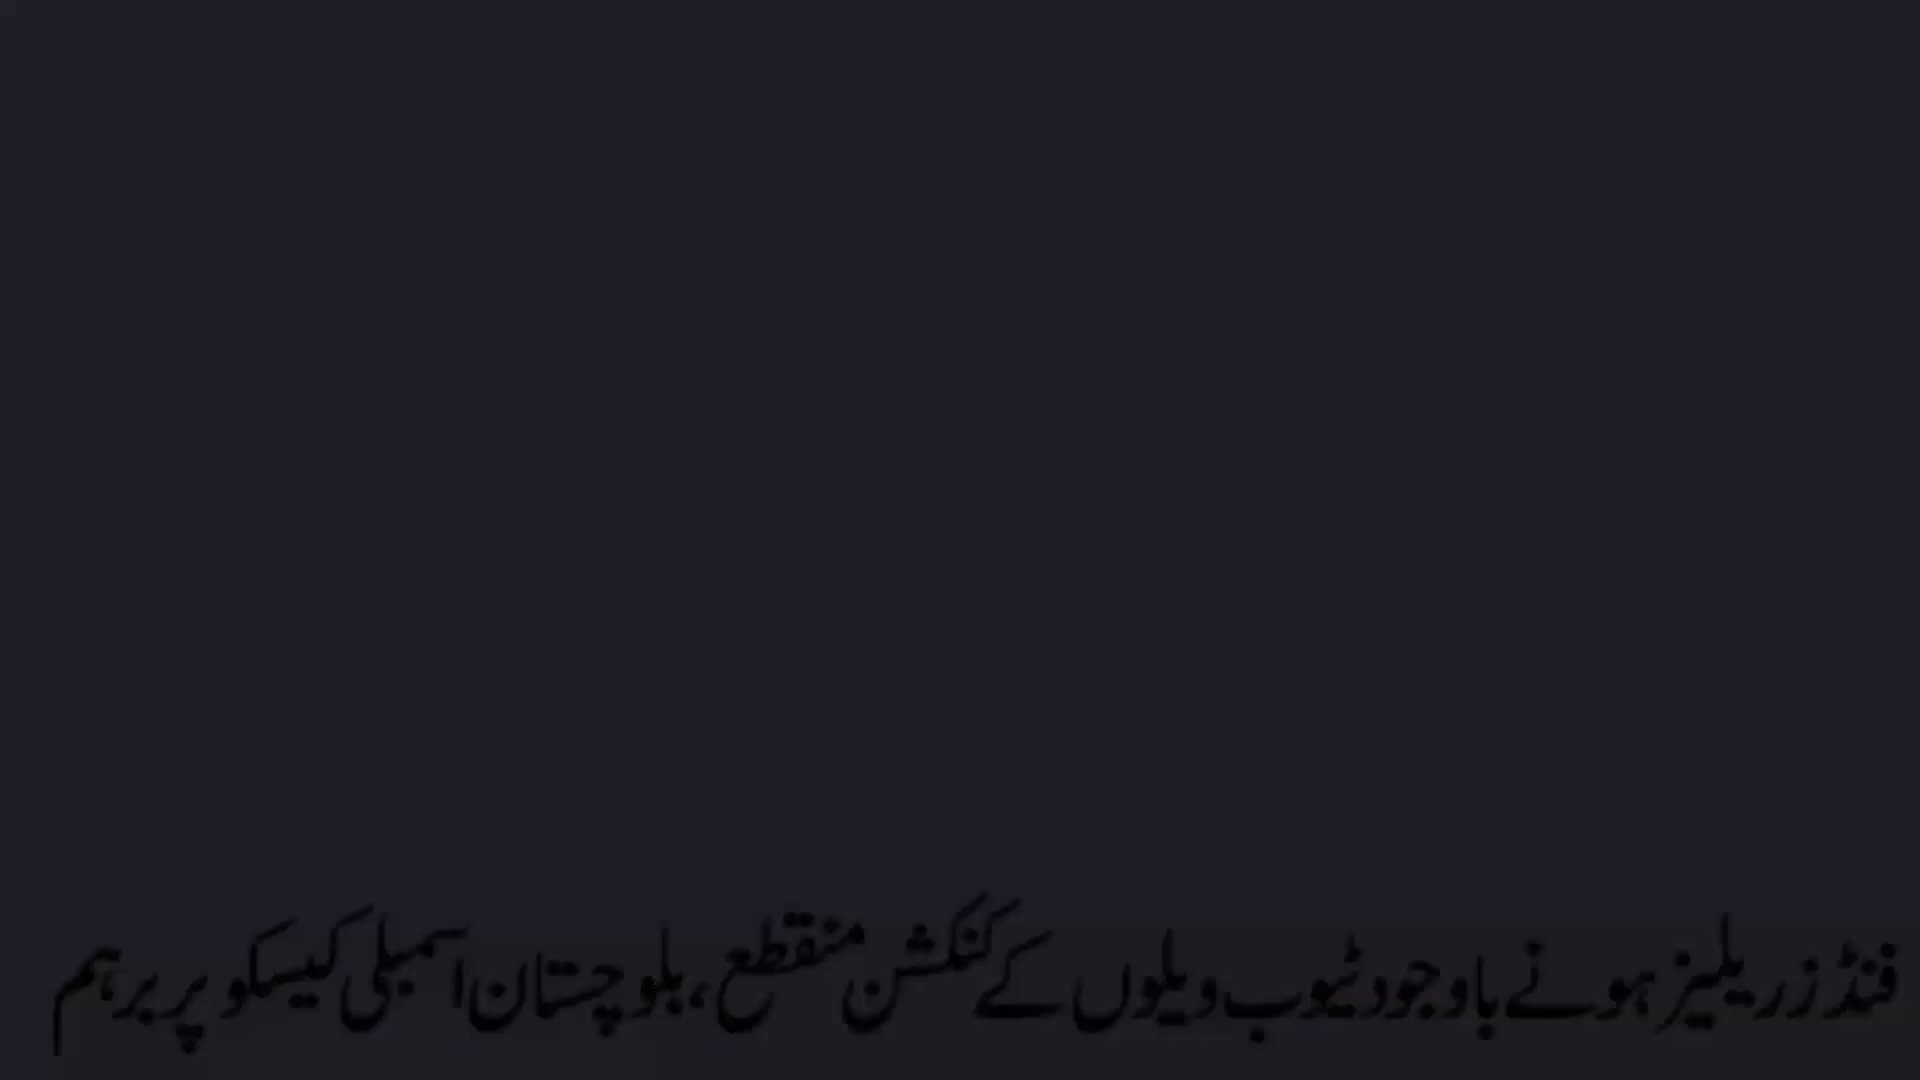 فنڈز ریلیز ہونے باوجود ٹیوب ویلوں کے کنکشن منقطع، بلوچستان اسمبلی کیسکو پر برہم